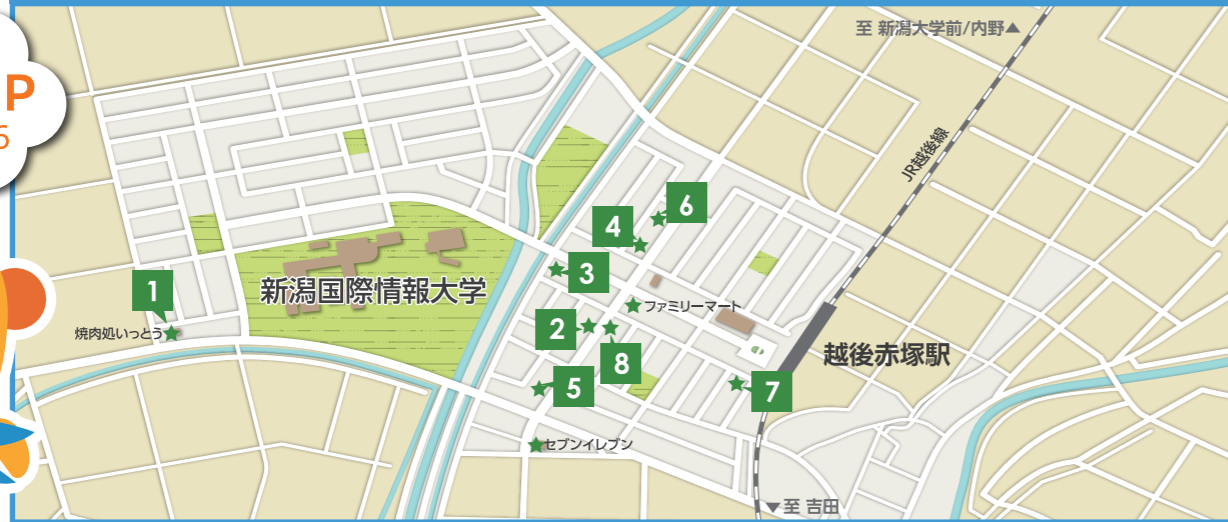 至 新潟大学前/内野▲
P
6
JR越後線
6
4
3
1
新潟国際情報大学
ファミリーマート
焼肉処いっとう
2
8
越後赤塚駅
5
7
セブンイレブン
▼至 吉田